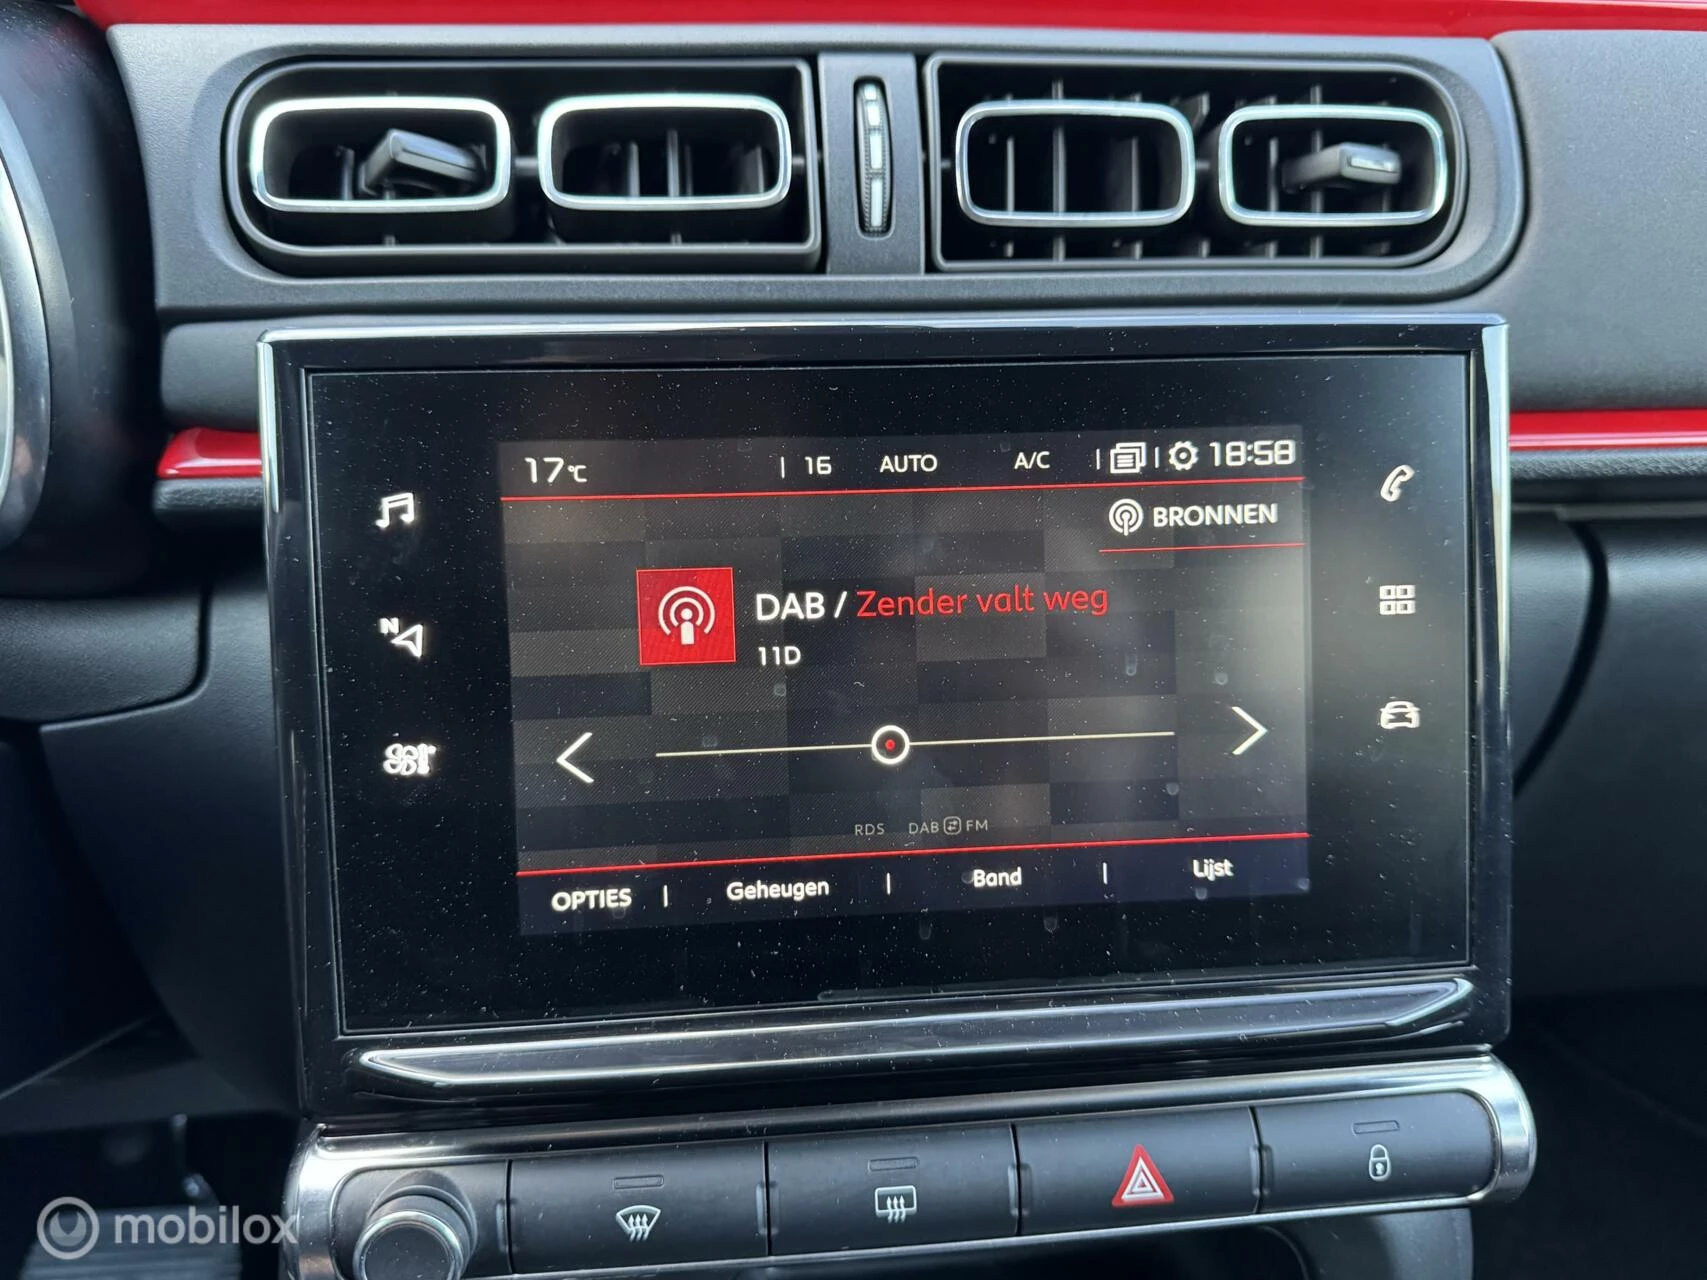 17°C | 16 AUTO A/C | | 18:58
BRONNEN
DAB / Zender valt weg
11D
RDS DAB FM
OPTIES | Geheugen | Band | Lijst
N
mobilox